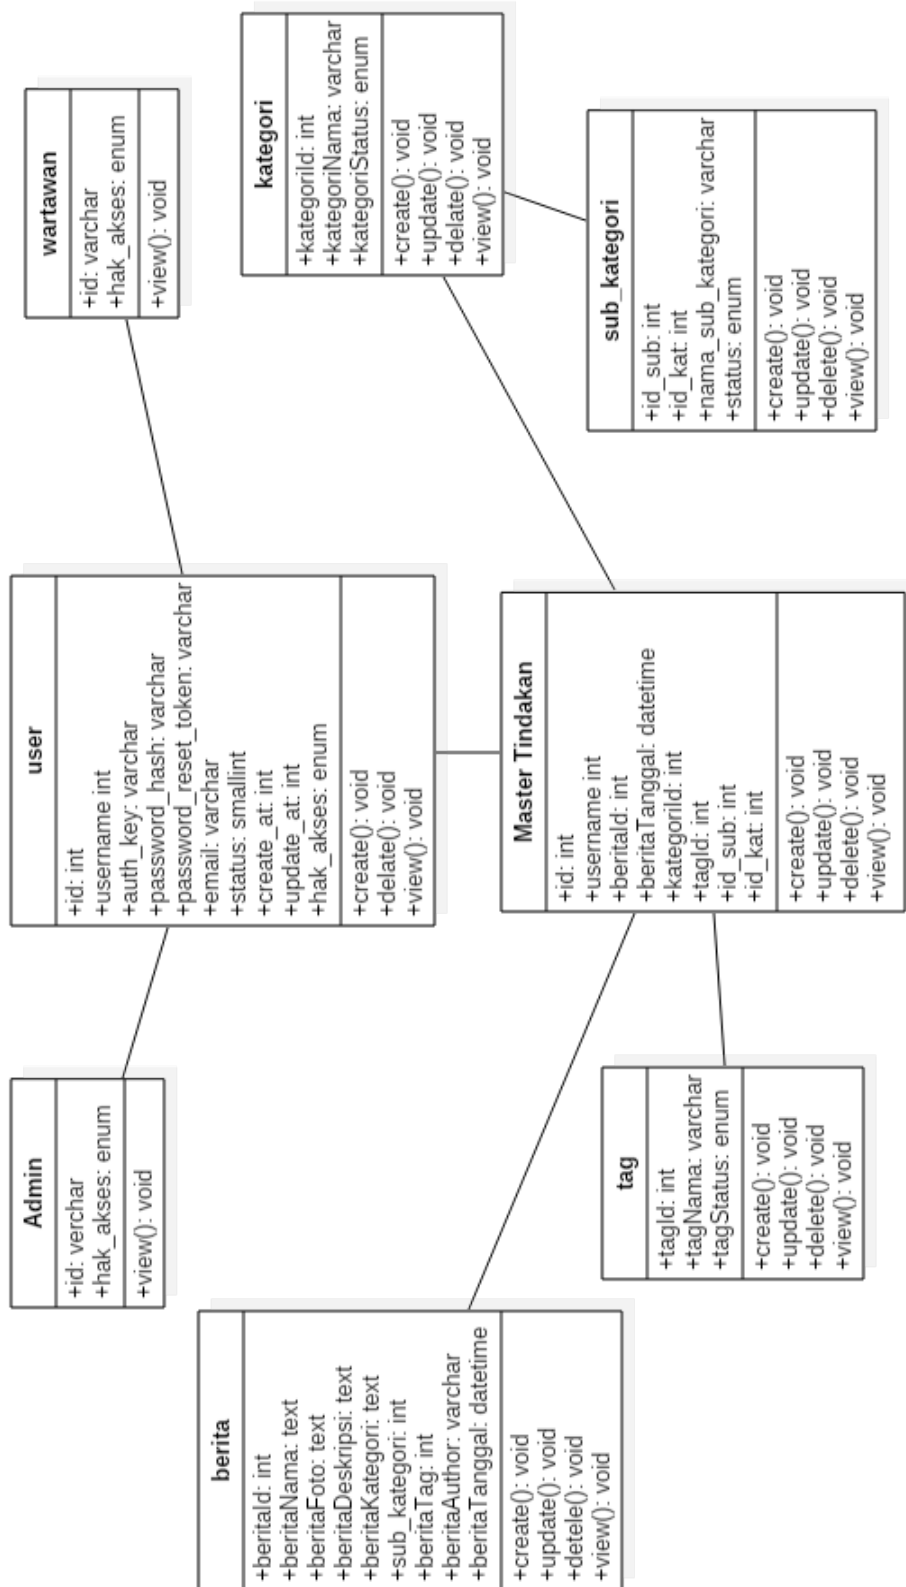 Admin
+id: verchar
+hak_akses: enum
+view(): void
user
+id: int
+username int
+auth_key: varchar
+password_hash: varchar
+password_reset_token: varchar
+email: varchar
+status: smallint
+create_at: int
+update_at: int
+hak_akses: enum
+create(): void
+delate(): void
+view(): void
wartawan
+id: varchar
+hak_akses: enum
+view(): void
berita
+beritaId: int
+beritaNama: text
+beritaFoto: text
+beritaDeskripsi: text
+beritaKategori: text
+sub_kategori: int
+beritaTag: int
+beritaAuthor: varchar
+beritaTanggal: datetime
+create(): void
+update(): void
+detele(): void
+view(): void
kategori
+kategoriId: int
+kategoriNama: varchar
+kategoriStatus: enum
+create(): void
+update(): void
+delate(): void
+view(): void
Master Tindakan
+id: int
+username int
+beritaId: int
+beritaTanggal: datetime
+kategoriId: int
+tagId: int
+id_sub: int
+id_kat: int
+create(): void
+update(): void
+delete(): void
+view(): void
tag
+tagId: int
+tagNama: varchar
+tagStatus: enum
+create(): void
+update(): void
+delete(): void
+view(): void
sub_kategori
+id_sub: int
+id_kat: int
+nama_sub_kategori: varchar
+status: enum
+create(): void
+update(): void
+delete(): void
+view(): void